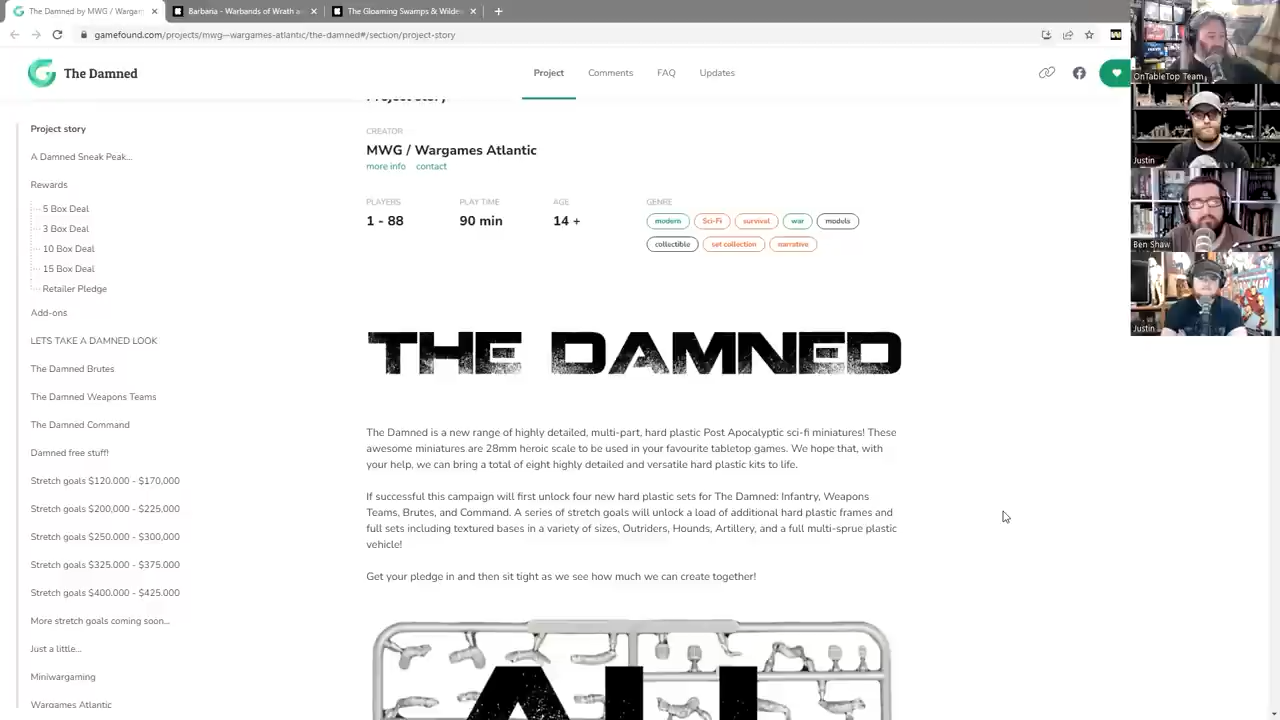 The Damned by MWG / Wargam
Barbaria - Warbands of Wrath a
The Gloaming Swamps & Wilde
gamefound.com/projects/mwg--wargames-atlantic/the-damned#/section/project-story
The Damned
Project
Comments
FAQ
Updates
Project story
A Damned Sneak Peak...
Rewards
5 Box Deal
3 Box Deal
10 Box Deal
15 Box Deal
Retailer Pledge
Add-ons
LETS TAKE A DAMNED LOOK
The Damned Brutes
The Damned Weapons Teams
The Damned Command
Damned free stuff!
Stretch goals $120.000 - $170,000
Stretch goals $200,000 - $225,000
Stretch goals $250.000 - $300,000
Stretch goals $325.000 - $375.000
Stretch goals $400.000 - $425.000
More stretch goals coming soon...
Just a little...
Miniwargaming
Wargames Atlantic
Project story
CREATOR
MWG / Wargames Atlantic
more info contact
PLAYERS PLAY TIME AGE GENRE
1 - 88 90 min 14 + modern Sci-Fi survival war models
collectible set collection narrative
THE DAMNED
The Damned is a new range of highly detailed, multi-part, hard plastic Post Apocalyptic sci-fi miniatures! These
awesome miniatures are 28mm heroic scale to be used in your favourite tabletop games. We hope that, with
your help, we can bring a total of eight highly detailed and versatile hard plastic kits to life.
If successful this campaign will first unlock four new hard plastic sets for The Damned: Infantry, Weapons
Teams, Brutes, and Command. A series of stretch goals will unlock a load of additional hard plastic frames and
full sets including textured bases in a variety of sizes, Outriders, Hounds, Artillery, and a full multi-sprue plastic
vehicle!
Get your pledge in and then sit tight as we see how much we can create together!
ALL
OnTableTop Team
Justin
Ben Shaw
Justin